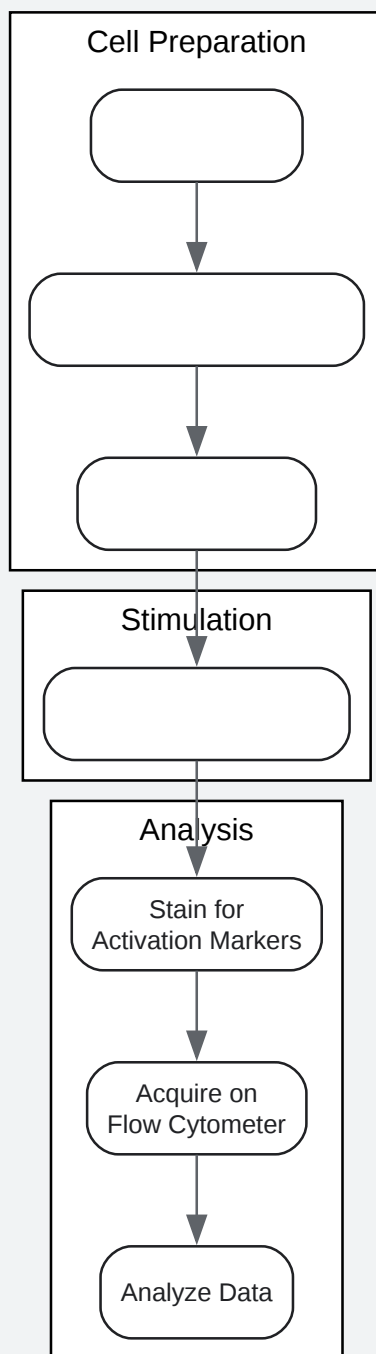 Cell Preparation
Stimulation
Analysis
Stain for
Activation Markers
Acquire on
Flow Cytometer
Analyze Data